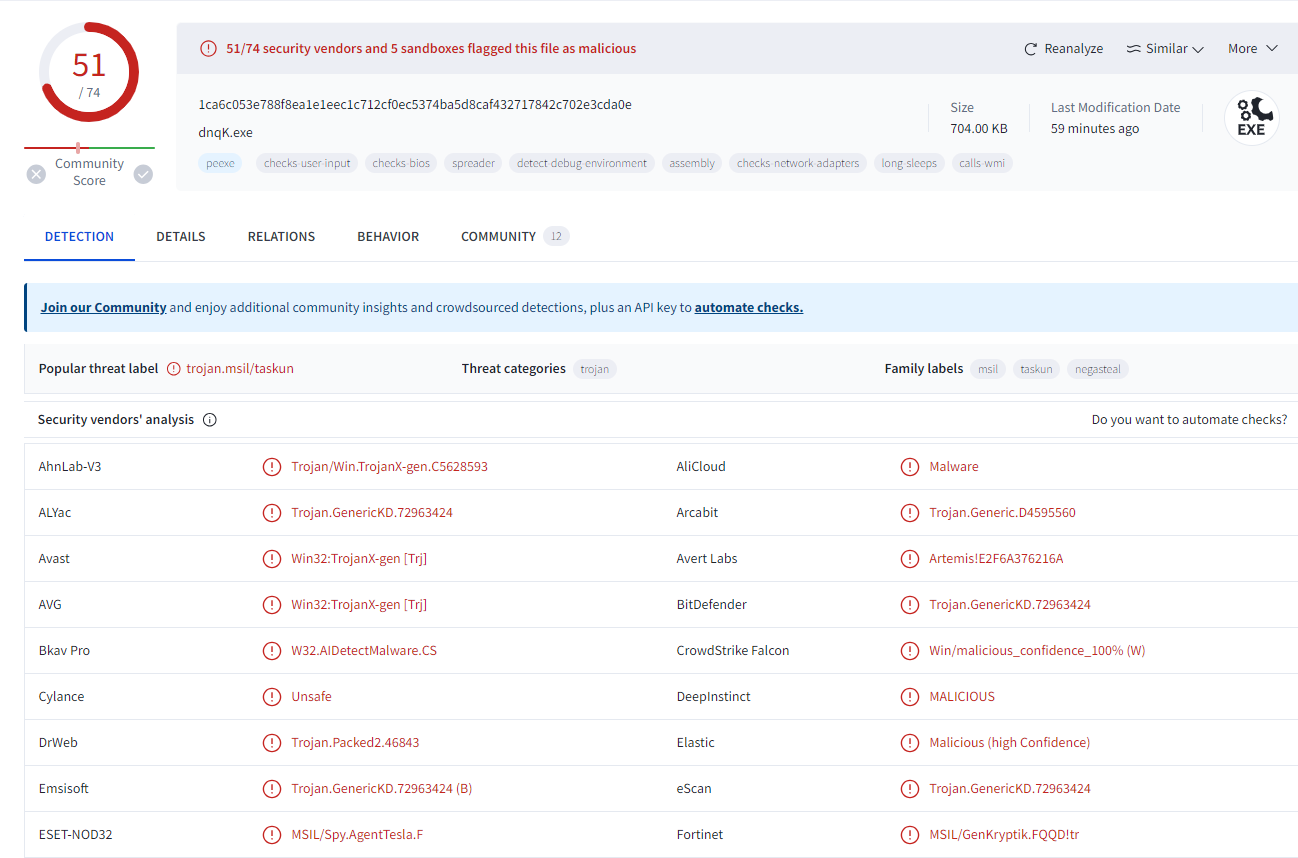 51
/ 74
Community
Score
51/74 security vendors and 5 sandboxes flagged this file as malicious
Reanalyze
Similar
More
1ca6c053e788f8ea1e1eec1c712cf0ec5374ba5d8caf432717842c702e3cda0e
dnqK.exe
Size
704.00 KB
Last Modification Date
59 minutes ago
EXE
peexe checks-user-input checks-bios spreader detect-debug-environment assembly checks-network-adapters long-sleeps calls-wmi
DETECTION DETAILS RELATIONS BEHAVIOR COMMUNITY 12
Join our Community and enjoy additional community insights and crowdsourced detections, plus an API key to automate checks.
Popular threat label trojan.msil/taskun Threat categories trojan Family labels msil taskun negasteal
Security vendors' analysis Do you want to automate checks?
AhnLab-V3 Trojan/Win.TrojanX-gen.C5628593 AliCloud Malware
ALYac Trojan.GenericKD.72963424 Arcabit Trojan.Generic.D4595560
Avast Win32:TrojanX-gen [Trj] Avert Labs Artemis!E2F6A376216A
AVG Win32:TrojanX-gen [Trj] BitDefender Trojan.GenericKD.72963424
Bkav Pro W32.AIDetectMalware.CS CrowdStrike Falcon Win/malicious_confidence_100% (W)
Cylance Unsafe DeepInstinct MALICIOUS
DrWeb Trojan.Packed2.46843 Elastic Malicious (high Confidence)
Emsisoft Trojan.GenericKD.72963424 (B) eScan Trojan.GenericKD.72963424
ESET-NOD32 MSIL/Spy.AgentTesla.F Fortinet MSIL/GenKryptik.FQQD!tr